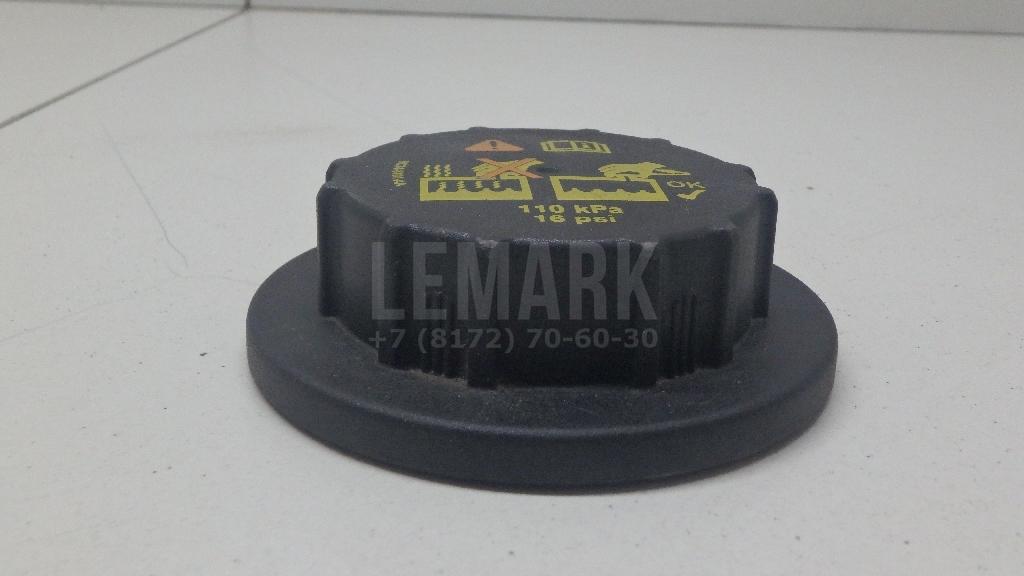 OK
110 kPa
16 psi
LEMARK
+7 (8172) 70-60-30